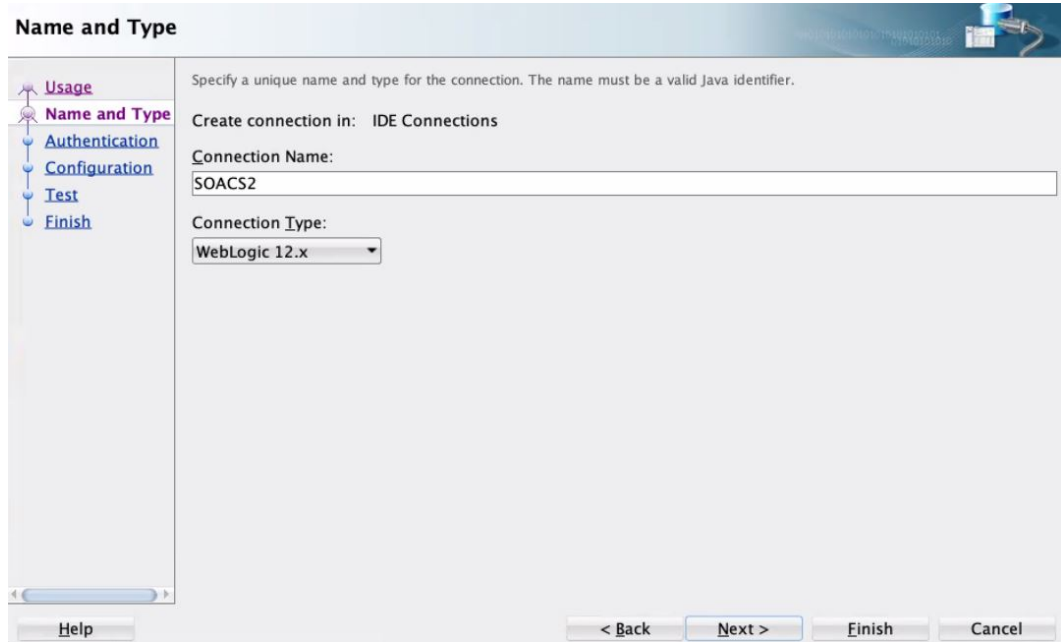 Name and Type
Usage
Name and Type
Authentication
Configuration
Test
Finish
Specify a unique name and type for the connection. The name must be a valid Java identifier.
Create connection in: IDE Connections
Connection Name:
SOACS2
Connection Type:
WebLogic 12.x
Help
< Back
Next >
Finish
Cancel